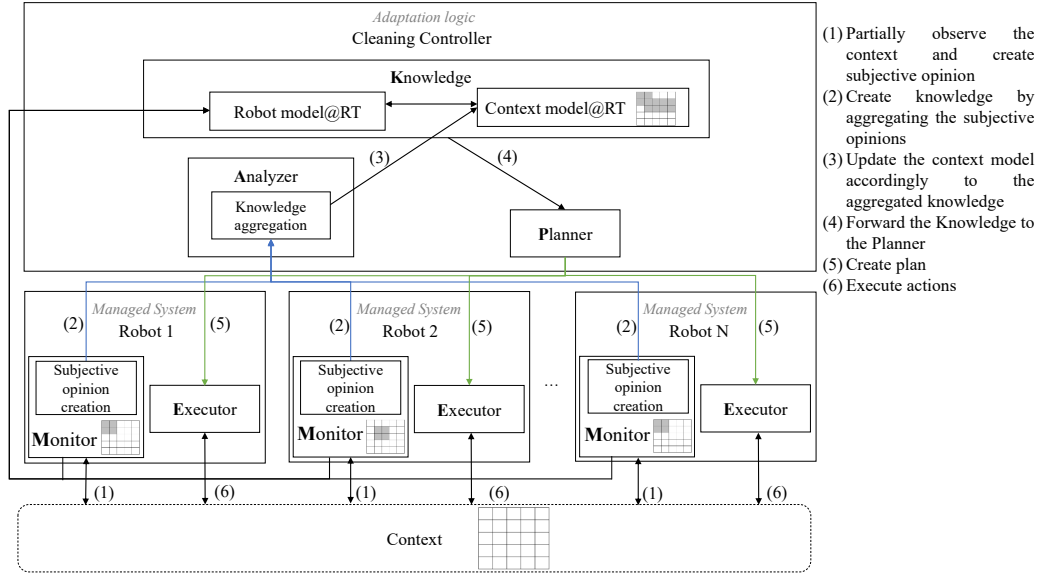 Adaptation logic
Cleaning Controller
Knowledge
Robot model@RT
Context model@RT
(3)
(4)
Analyzer
Knowledge
aggregation
Planner
Managed System
Robot 1
(2)
(5)
Subjective
opinion
creation
Monitor
Executor
(1)
(6)
Managed System
Robot 2
(2)
(5)
Subjective
opinion
creation
Monitor
Executor
(1)
(6)
...
Managed System
Robot N
(2)
(5)
Subjective
opinion
creation
Monitor
Executor
(1)
(6)
Context
(1) Partially observe the
context and create
subjective opinion
(2) Create knowledge by
aggregating the subjective
opinions
(3) Update the context model
accordingly to the
aggregated knowledge
(4) Forward the Knowledge to
the Planner
(5) Create plan
(6) Execute actions